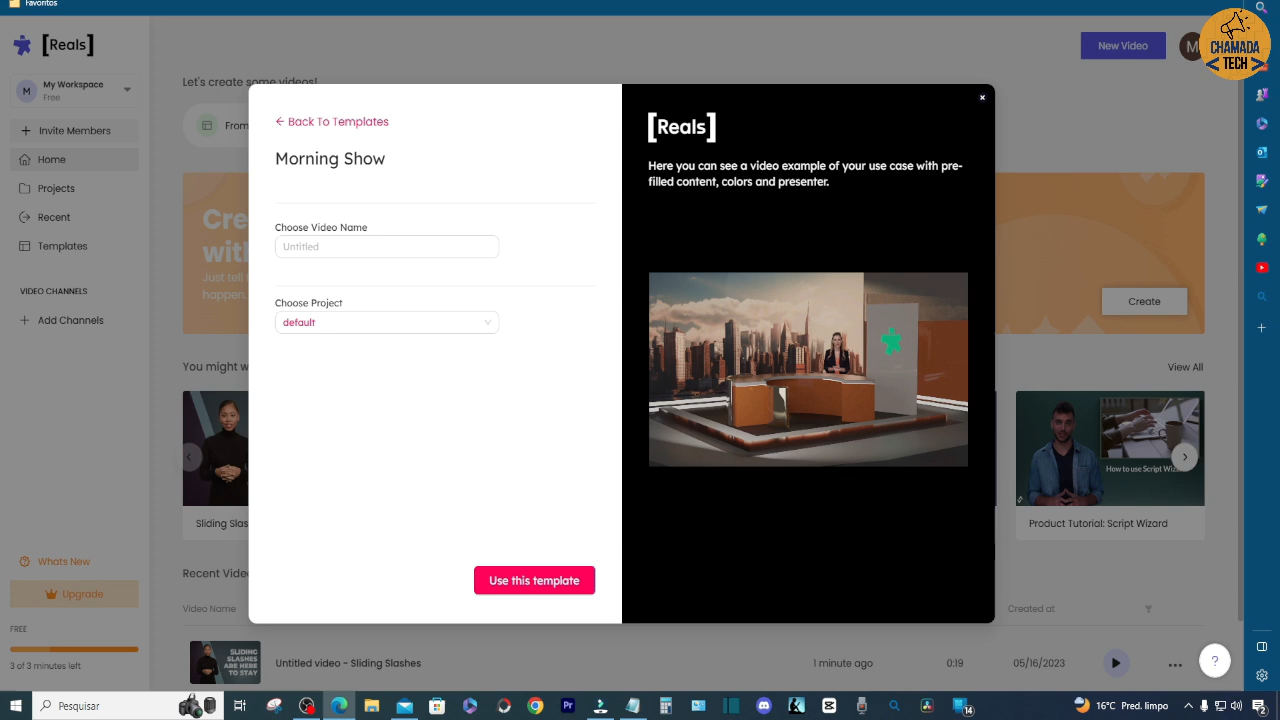 Favoritos
[Reals]
M
My Workspace
Free
Invite Members
Home
Projects
Recent
Templates
VIDEO CHANNELS
Add Channels
Whats New
Upgrade
FREE
3 of 3 minutes left
Let's create some videos!
New Video
M
CHAMADA
< TECH >
From
Cre
with
Just tell
happen.
Create
You might w
View All
Sliding Slas
How to use Script Wiz
Product Tutorial: Script Wizard
Recent Vide
Video Name
Created at
SLIDING
SLASHES
ARE HERE
TO STAY
Untitled video - Sliding Slashes
1 minute ago
0:19
05/16/2023
?
← Back To Templates
Morning Show
Choose Video Name
Untitled
Choose Project
default
Use this template
[Reals]
Here you can see a video example of your use case with pre-
filled content, colors and presenter.
Pesquisar
Pr
14
16°C Pred. limpo
2